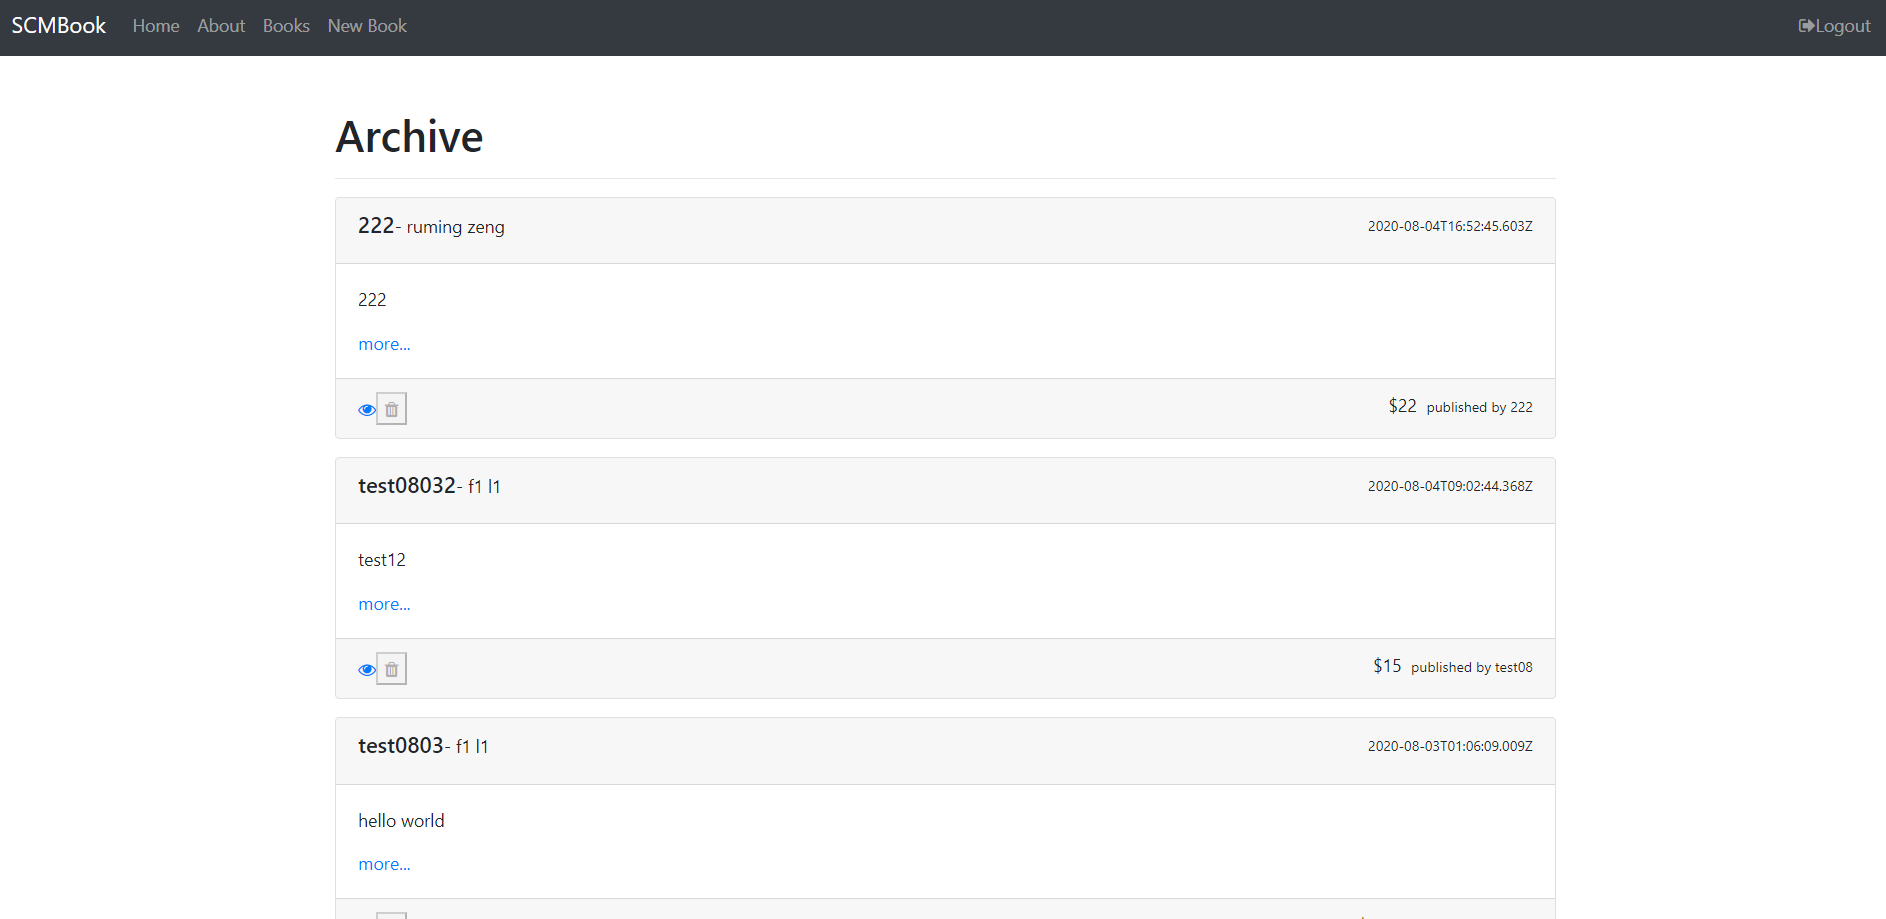 SCMBook Home About Books New Book Logout
Archive
222- ruming zeng 2020-08-04T16:52:45.603Z
222
more...
$22 published by 222
test08032- f1 l1 2020-08-04T09:02:44.368Z
test12
more...
$15 published by test08
test0803- f1 l1 2020-08-03T01:06:09.009Z
hello world
more...